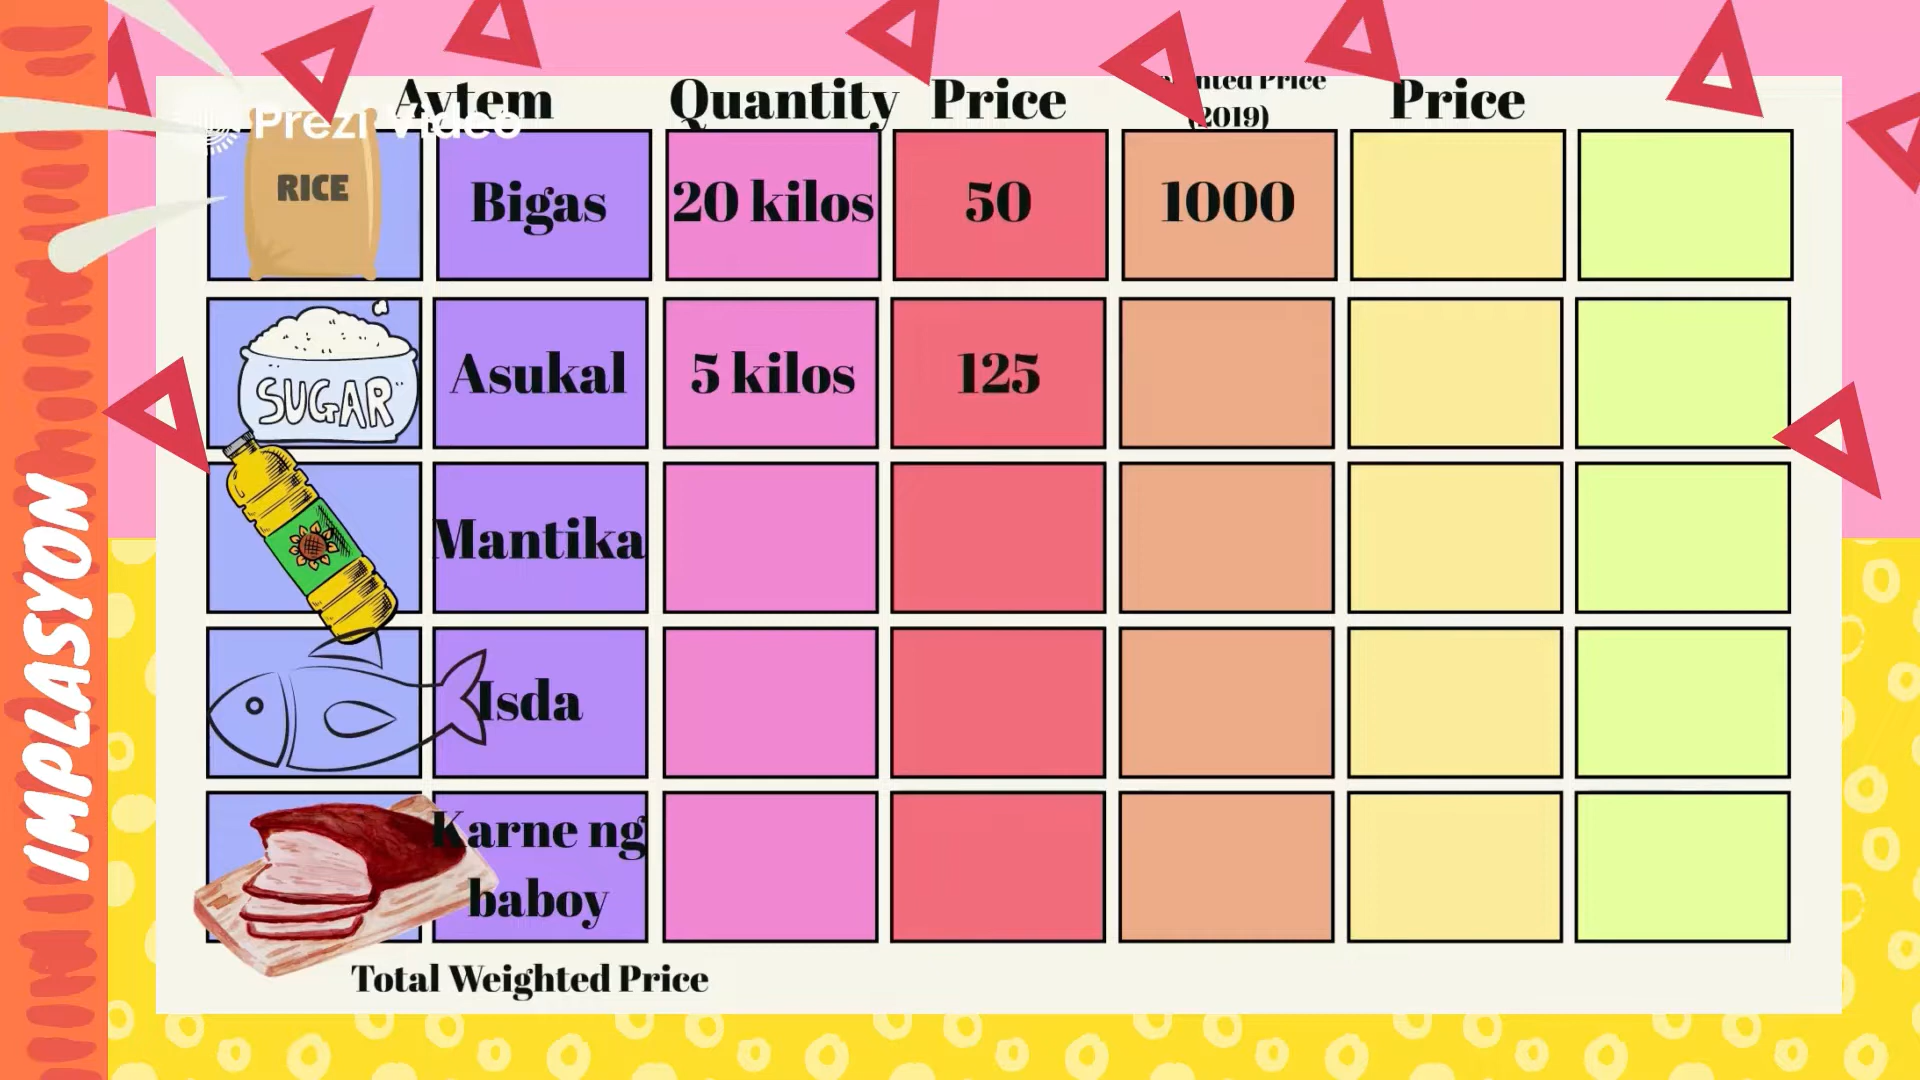 Aytem Quantity Price Price
Price
(2019)
Prezi Video
RICE Bigas 20 kilos 50 1000
SUGAR Asukal 5 kilos 125
Mantika
Isda
Karne ng
baboy
Total Weighted Price
IMPLASYON